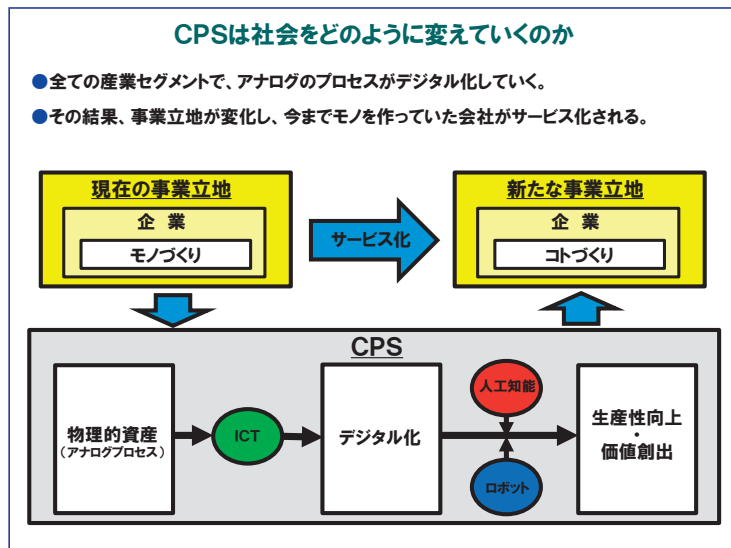 CPSは社会をどのように変えていくのか
●全ての産業セグメントで、アナログのプロセスがデジタル化していく。
●その結果、事業立地が変化し、今までモノを作っていた会社がサービス化される。
現在の事業立地
企 業
モノづくり
サービス化
新たな事業立地
企 業
コトづくり
CPS
物理的資産
（アナログプロセス）
ICT
デジタル化
人工知能
ロボット
生産性向上
・
価値創出